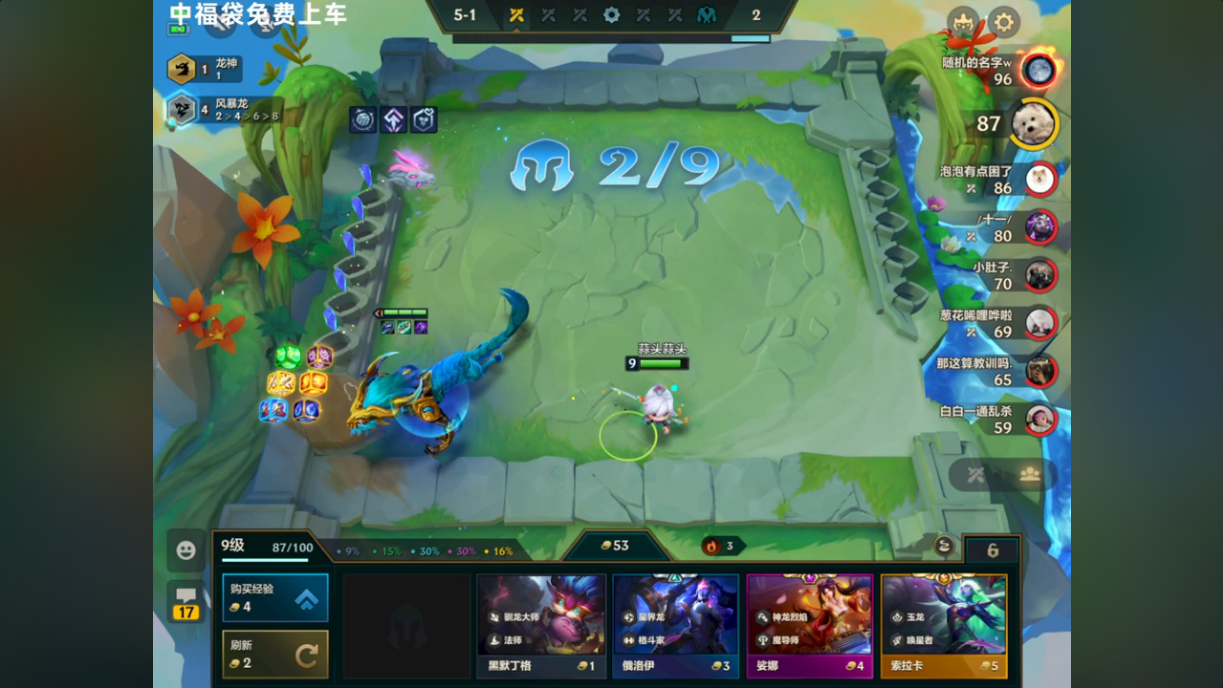 中福袋免费上车
5-1
2
1 龙神
1
4 风暴龙
2 > 4 > 6 > 8
2/9
随机的名字w
96
87
泡泡有点困了
86
/十一/
80
小肚子.
70
葱花唏哩哗啦
69
那这算教训吗.
65
白白一通乱杀
59
蒜头蒜头
9
9级
87/100
9%
15%
30%
30%
16%
53
3
6
购买经验
4
刷新
2
17
驯龙大师
法师
黑默丁格
1
星界龙
格斗家
俄洛伊
3
神龙烈焰
魔导师
娑娜
4
玉龙
唤星者
索拉卡
5